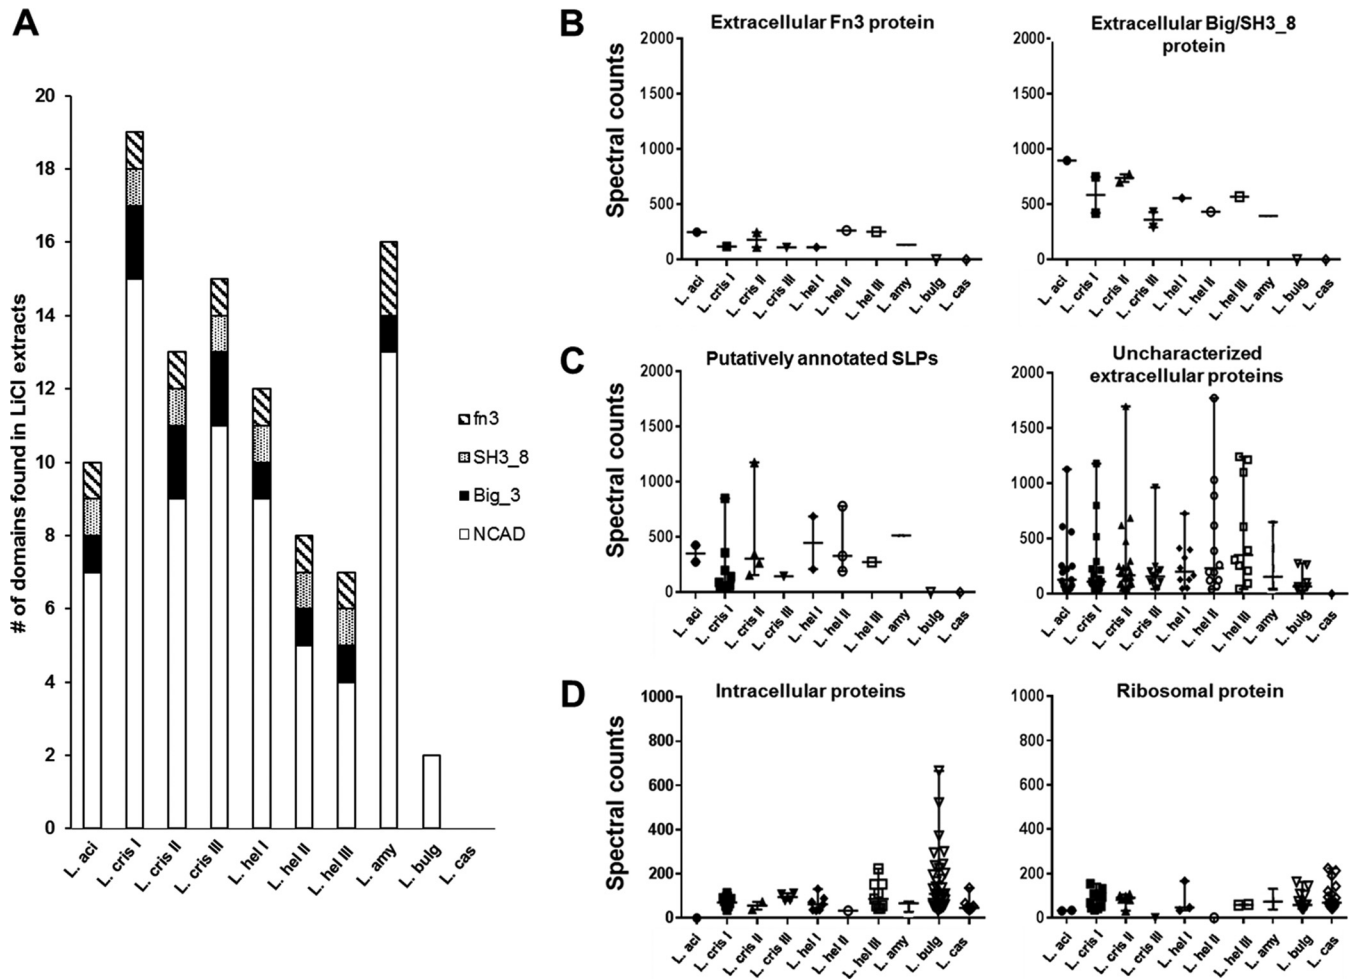 A
# of domains found in LiCl extracts
20
18
16
14
12
10
8
6
4
2
0
L. aci
L. cris I
L. cris II
L. cris III
L. hel I
L. hel II
L. hel III
L. amy
L. bulg
L. cas
fn3
SH3_8
Big_3
NCAD
B
Extracellular Fn3 protein
Spectral counts
2000
1500
1000
500
0
L. aci
L. cris I
L. cris II
L. cris III
L. hel I
L. hel II
L. hel III
L. amy
L. bulg
L. cas
Extracellular Big/SH3_8
protein
2000
1500
1000
500
0
L. aci
L. cris I
L. cris II
L. cris III
L. hel I
L. hel II
L. hel III
L. amy
L. bulg
L. cas
C
Putatively annotated SLPs
Spectral counts
2000
1500
1000
500
0
L. aci
L. cris I
L. cris II
L. cris III
L. hel I
L. hel II
L. hel III
L. amy
L. bulg
L. cas
Uncharacterized
extracellular proteins
2000
1500
1000
500
0
L. aci
L. cris I
L. cris II
L. cris III
L. hel I
L. hel II
L. hel III
L. amy
L. bulg
L. cas
D
Intracellular proteins
Spectral counts
1000
800
600
400
200
0
L. aci
L. cris I
L. cris II
L. cris III
L. hel I
L. hel II
L. hel III
L. amy
L. bulg
L. cas
Ribosomal protein
1000
800
600
400
200
0
L. aci
L. cris I
L. cris II
L. cris III
L. hel I
L. hel II
L. hel III
L. amy
L. bulg
L. cas